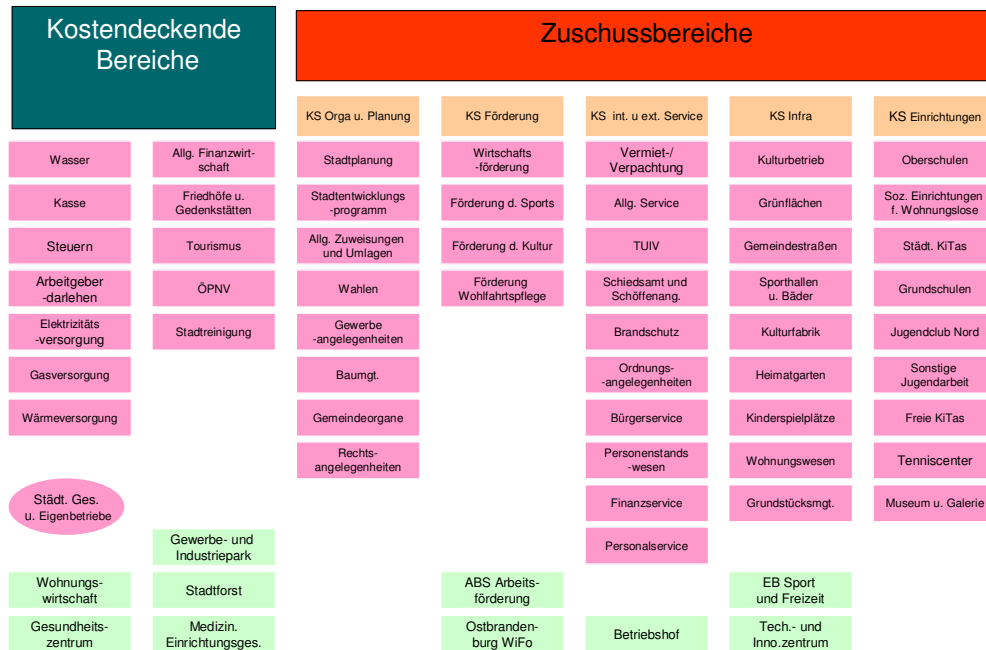 Kostendeckende
Bereiche
Zuschussbereiche
KS Orga u. Planung
KS Förderung
KS int. u ext. Service
KS Infra
KS Einrichtungen
Wasser
Allg. Finanzwirt-
schaft
Stadtplanung
Wirtschafts
-förderung
Vermiet-/
Verpachtung
Kulturbetrieb
Oberschulen
Kasse
Friedhöfe u.
Gedenkstätten
Stadtentwicklungs
-programm
Förderung d. Sports
Allg. Service
Grünflächen
Soz. Einrichtungen
f. Wohnungslose
Steuern
Tourismus
Allg. Zuweisungen
und Umlagen
Förderung d. Kultur
TUIV
Gemeindestraßen
Städt. KiTas
Arbeitgeber
-darlehen
ÖPNV
Wahlen
Förderung
Wohlfahrtspflege
Schiedsamt und
Schöffenang.
Sporthallen
u. Bäder
Grundschulen
Elektrizitäts
-versorgung
Stadtreinigung
Gewerbe
-angelegenheiten
Brandschutz
Kulturfabrik
Jugendclub Nord
Gasversorgung
Baumgt.
Ordnungs-
-angelegenheiten
Heimatgarten
Sonstige
Jugendarbeit
Wärmeversorgung
Gemeindeorgane
Bürgerservice
Kinderspielplätze
Freie KiTas
Rechts-
angelegenheiten
Personenstands
-wesen
Wohnungswesen
Tenniscenter
Städt. Ges.
u. Eigenbetriebe
Finanzservice
Grundstücksmgt.
Museum u. Galerie
Gewerbe- und
Industriepark
Personalservice
Wohnungs-
wirtschaft
Stadtforst
ABS Arbeits-
förderung
EB Sport
und Freizeit
Gesundheits-
zentrum
Medizin.
Einrichtungsges.
Ostbranden-
burg WiFo
Betriebshof
Tech.- und
Inno.zentrum